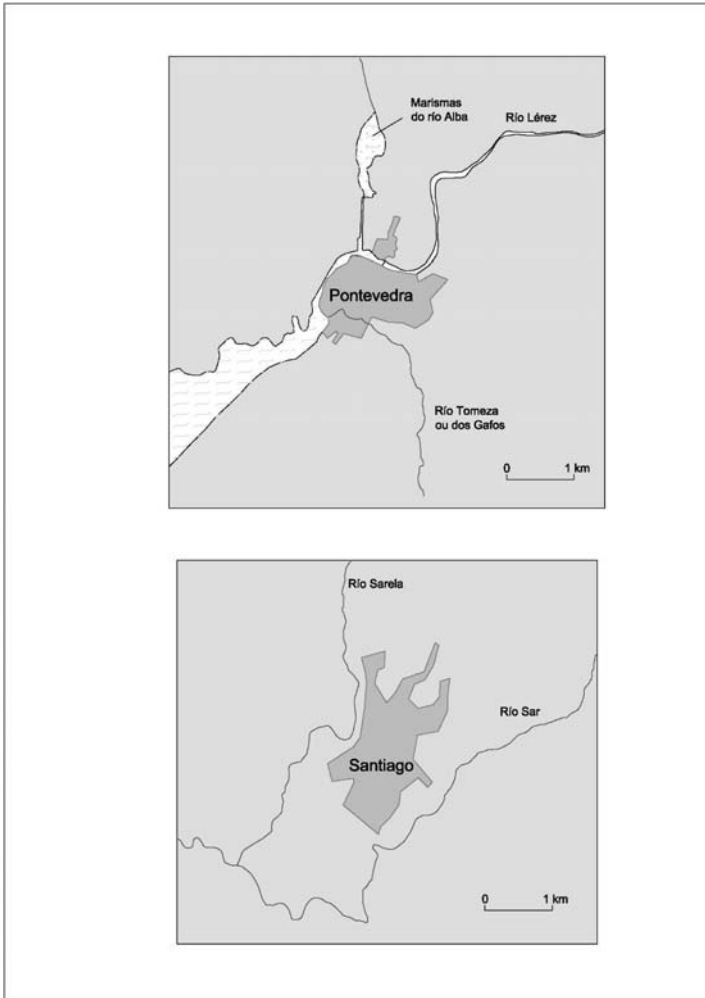 Marismas
do río Alba
Río Lérez
Pontevedra
Río Tomeza
ou dos Gafos
0 1 km
Río Sarela
Río Sar
Santiago
0 1 km